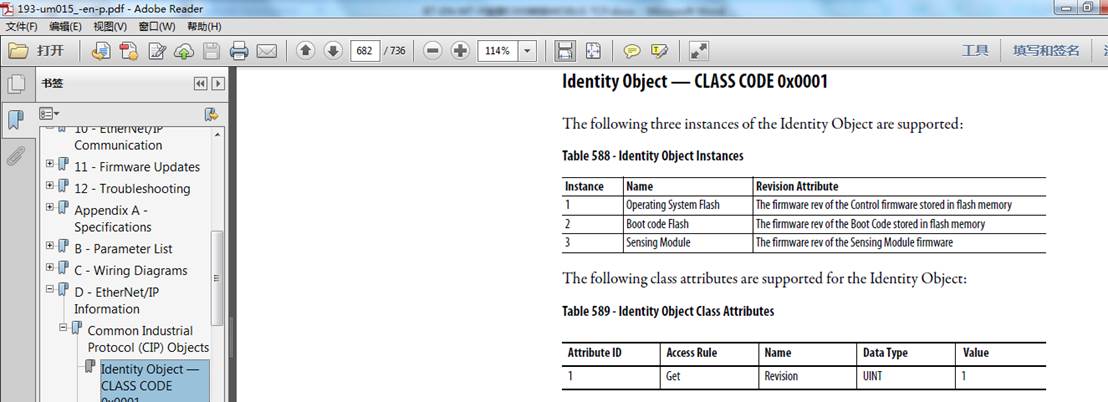 193-um015_-en-p.pdf - Adobe Reader
文件(F) 编辑(E) 视图(V) 窗口(W) 帮助(H)
打开 682 / 736 114% 工具 填写和签名
书签
10 - EtherNet/IP
Communication
11 - Firmware Updates
12 - Troubleshooting
Appendix A -
Specifications
B - Parameter List
C - Wiring Diagrams
D - EtherNet/IP
Information
Common Industrial
Protocol (CIP) Objects
Identity Object —
CLASS CODE
0x0001
Identity Object — CLASS CODE 0x0001
The following three instances of the Identity Object are supported:
Table 588 - Identity Object Instances
Instance Name Revision Attribute
1 Operating System Flash The firmware rev of the Control firmware stored in flash memory
2 Boot code Flash The firmware rev of the Boot Code stored in flash memory
3 Sensing Module The firmware rev of the Sensing Module firmware
The following class attributes are supported for the Identity Object:
Table 589 - Identity Object Class Attributes
Attribute ID Access Rule Name Data Type Value
1 Get Revision UINT 1